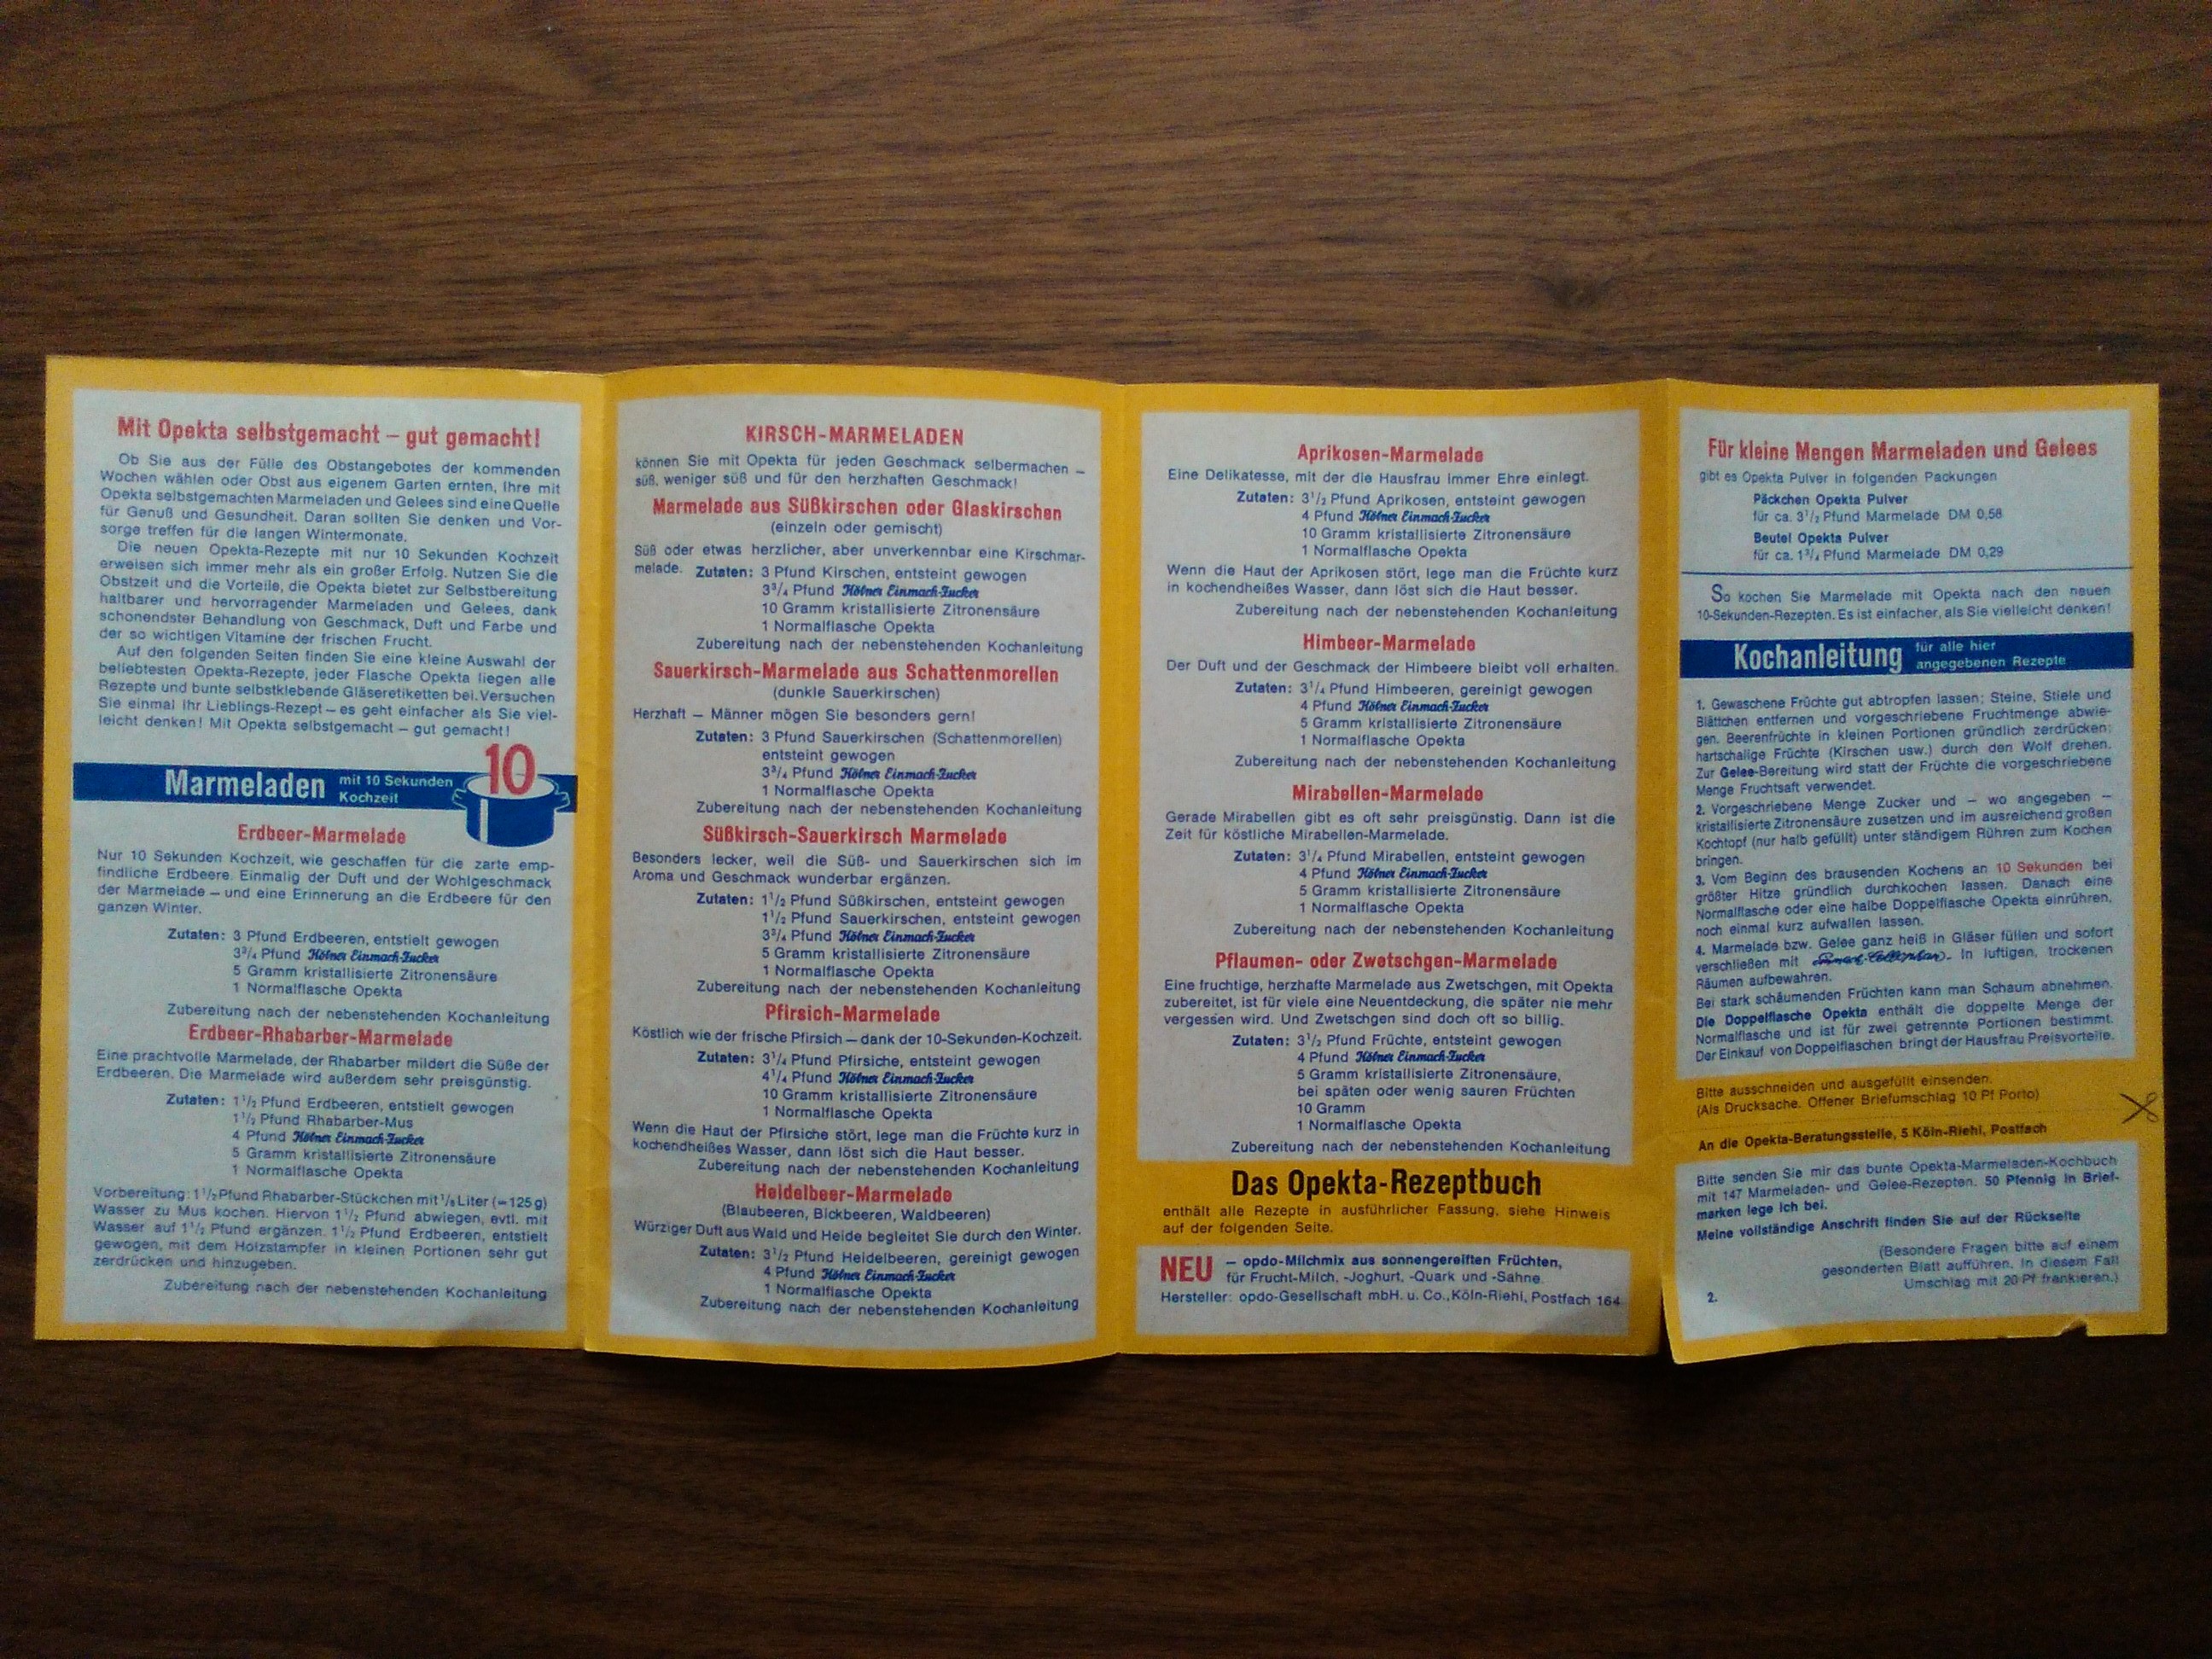 Mit Opekta selbstgemacht – gut gemacht!
Ob Sie aus der Fülle des Obstangebotes der kommenden
Wochen wählen oder Obst aus eigenem Garten ernten, Ihre mit
Opekta selbstgemachten Marmeladen und Gelees sind eine Quelle
für Genuß und Gesundheit. Daran sollten Sie denken und Vor-
sorge treffen für die langen Wintermonate.
Die neuen Opekta-Rezepte mit nur 10 Sekunden Kochzeit
erweisen sich immer mehr als ein großer Erfolg. Nutzen Sie die
Obstzeit und die Vorteile, die Opekta bietet zur Selbstbereitung
haltbarer und hervorragender Marmeladen und Gelees, dank
schonendster Behandlung von Geschmack, Duft und Farbe und
der so wichtigen Vitamine der frischen Frucht.
Auf den folgenden Seiten finden Sie eine kleine Auswahl der
beliebtesten Opekta-Rezepte, jeder Flasche Opekta liegen alle
Rezepte und bunte selbstklebende Gläseretiketten bei. Versuchen
Sie einmal Ihr Lieblings-Rezept – es geht einfacher als Sie viel-
leicht denken! Mit Opekta selbstgemacht – gut gemacht!
Marmeladen mit 10 Sekunden
Kochzeit
10
Erdbeer-Marmelade
Nur 10 Sekunden Kochzeit, wie geschaffen für die zarte emp-
findliche Erdbeere. Einmalig der Duft und der Wohlgeschmack
der Marmelade – und eine Erinnerung an die Erdbeere für den
ganzen Winter.
Zutaten: 3 Pfund Erdbeeren, entstielt gewogen
3³/₄ Pfund Kölner Einmach-Zucker
5 Gramm kristallisierte Zitronensäure
1 Normalflasche Opekta
Zubereitung nach der nebenstehenden Kochanleitung
Erdbeer-Rhabarber-Marmelade
Eine prachtvolle Marmelade, der Rhabarber mildert die Süße der
Erdbeeren. Die Marmelade wird außerdem sehr preisgünstig.
Zutaten: 1¹/₂ Pfund Erdbeeren, entstielt gewogen
1¹/₂ Pfund Rhabarber-Mus
4 Pfund Kölner Einmach-Zucker
5 Gramm kristallisierte Zitronensäure
1 Normalflasche Opekta
Vorbereitung: 1¹/₂ Pfund Rhabarber-Stückchen mit ¹/₈ Liter (=125 g)
Wasser zu Mus kochen. Hiervon 1¹/₂ Pfund abwiegen, evtl. mit
Wasser auf 1¹/₂ Pfund ergänzen. 1¹/₂ Pfund Erdbeeren, entstielt
gewogen, mit dem Holzstampfer in kleinen Portionen sehr gut
zerdrücken und hinzugeben.
Zubereitung nach der nebenstehenden Kochanleitung
KIRSCH-MARMELADEN
können Sie mit Opekta für jeden Geschmack selbermachen –
süß, weniger süß und für den herzhaften Geschmack!
Marmelade aus Süßkirschen oder Glaskirschen
(einzeln oder gemischt)
Süß oder etwas herzlicher, aber unverkennbar eine Kirschmar-
melade. Zutaten: 3 Pfund Kirschen, entsteint gewogen
3³/₄ Pfund Kölner Einmach-Zucker
10 Gramm kristallisierte Zitronensäure
1 Normalflasche Opekta
Zubereitung nach der nebenstehenden Kochanleitung
Sauerkirsch-Marmelade aus Schattenmorellen
(dunkle Sauerkirschen)
Herzhaft – Männer mögen Sie besonders gern!
Zutaten: 3 Pfund Sauerkirschen (Schattenmorellen)
entsteint gewogen
3³/₄ Pfund Kölner Einmach-Zucker
1 Normalflasche Opekta
Zubereitung nach der nebenstehenden Kochanleitung
Süßkirsch-Sauerkirsch Marmelade
Besonders lecker, weil die Süß- und Sauerkirschen sich im
Aroma und Geschmack wunderbar ergänzen.
Zutaten: 1¹/₂ Pfund Süßkirschen, entsteint gewogen
1¹/₂ Pfund Sauerkirschen, entsteint gewogen
3³/₄ Pfund Kölner Einmach-Zucker
5 Gramm kristallisierte Zitronensäure
1 Normalflasche Opekta
Zubereitung nach der nebenstehenden Kochanleitung
Pfirsich-Marmelade
Köstlich wie der frische Pfirsich – dank der 10-Sekunden-Kochzeit.
Zutaten: 3¹/₄ Pfund Pfirsiche, entsteint gewogen
4¹/₄ Pfund Kölner Einmach-Zucker
10 Gramm kristallisierte Zitronensäure
1 Normalflasche Opekta
Wenn die Haut der Pfirsiche stört, lege man die Früchte kurz in
kochendheißes Wasser, dann löst sich die Haut besser.
Zubereitung nach der nebenstehenden Kochanleitung
Heidelbeer-Marmelade
(Blaubeeren, Bickbeeren, Waldbeeren)
Würziger Duft aus Wald und Heide begleitet Sie durch den Winter.
Zutaten: 3¹/₂ Pfund Heidelbeeren, gereinigt gewogen
4 Pfund Kölner Einmach-Zucker
1 Normalflasche Opekta
Zubereitung nach der nebenstehenden Kochanleitung
Aprikosen-Marmelade
Eine Delikatesse, mit der die Hausfrau immer Ehre einlegt.
Zutaten: 3¹/₂ Pfund Aprikosen, entsteint gewogen
4 Pfund Kölner Einmach-Zucker
10 Gramm kristallisierte Zitronensäure
1 Normalflasche Opekta
Wenn die Haut der Aprikosen stört, lege man die Früchte kurz
in kochendheißes Wasser, dann löst sich die Haut besser.
Zubereitung nach der nebenstehenden Kochanleitung
Himbeer-Marmelade
Der Duft und der Geschmack der Himbeere bleibt voll erhalten.
Zutaten: 3¹/₄ Pfund Himbeeren, gereinigt gewogen
4 Pfund Kölner Einmach-Zucker
5 Gramm kristallisierte Zitronensäure
1 Normalflasche Opekta
Zubereitung nach der nebenstehenden Kochanleitung
Mirabellen-Marmelade
Gerade Mirabellen gibt es oft sehr preisgünstig. Dann ist die
Zeit für köstliche Mirabellen-Marmelade.
Zutaten: 3¹/₄ Pfund Mirabellen, entsteint gewogen
4 Pfund Kölner Einmach-Zucker
5 Gramm kristallisierte Zitronensäure
1 Normalflasche Opekta
Zubereitung nach der nebenstehenden Kochanleitung
Pflaumen- oder Zwetschgen-Marmelade
Eine fruchtige, herzhafte Marmelade aus Zwetschgen, mit Opekta
zubereitet, ist für viele eine Neuentdeckung, die später nie mehr
vergessen wird. Und Zwetschgen sind doch oft so billig.
Zutaten: 3¹/₂ Pfund Früchte, entsteint gewogen
4 Pfund Kölner Einmach-Zucker
5 Gramm kristallisierte Zitronensäure,
bei späten oder wenig sauren Früchten
10 Gramm
1 Normalflasche Opekta
Zubereitung nach der nebenstehenden Kochanleitung
Das Opekta-Rezeptbuch
enthält alle Rezepte in ausführlicher Fassung, siehe Hinweis
auf der folgenden Seite.
NEU – opdo-Milchmix aus sonnengereiften Früchten,
für Frucht-Milch, -Joghurt, -Quark und -Sahne.
Hersteller: opdo-Gesellschaft mbH. u. Co., Köln-Riehl, Postfach 164
Für kleine Mengen Marmeladen und Gelees
gibt es Opekta Pulver in folgenden Packungen
Päckchen Opekta Pulver
für ca. 3¹/₂ Pfund Marmelade DM 0,58
Beutel Opekta Pulver
für ca. 1³/₄ Pfund Marmelade DM 0,29
So kochen Sie Marmelade mit Opekta nach den neuen
10-Sekunden-Rezepten. Es ist einfacher, als Sie vielleicht denken!
Kochanleitung für alle hier
angegebenen Rezepte
1. Gewaschene Früchte gut abtropfen lassen; Steine, Stiele und
Blättchen entfernen und vorgeschriebene Fruchtmenge abwie-
gen. Beerenfrüchte in kleinen Portionen gründlich zerdrücken;
hartschalige Früchte (Kirschen usw.) durch den Wolf drehen.
Zur Gelee-Bereitung wird statt der Früchte die vorgeschriebene
Menge Fruchtsaft verwendet.
2. Vorgeschriebene Menge Zucker und – wo angegeben –
kristallisierte Zitronensäure zusetzen und im ausreichend großen
Kochtopf (nur halb gefüllt) unter ständigem Rühren zum Kochen
bringen.
3. Vom Beginn des brausenden Kochens an 10 Sekunden bei
größter Hitze gründlich durchkochen lassen. Danach eine
Normalflasche oder eine halbe Doppelflasche Opekta einrühren,
noch einmal kurz aufwallen lassen.
4. Marmelade bzw. Gelee ganz heiß in Gläser füllen und sofort
verschließen mit In luftigen, trockenen
Räumen aufbewahren.
Bei stark schäumenden Früchten kann man Schaum abnehmen.
Die Doppelflasche Opekta enthält die doppelte Menge der
Normalflasche und ist für zwei getrennte Portionen bestimmt.
Der Einkauf von Doppelflaschen bringt der Hausfrau Preisvorteile.
Bitte ausschneiden und ausgefüllt einsenden.
(Als Drucksache. Offener Briefumschlag 10 Pf Porto)
An die Opekta-Beratungsstelle, 5 Köln-Riehl, Postfach
Bitte senden Sie mir das bunte Opekta-Marmeladen-Kochbuch
mit 147 Marmeladen- und Gelee-Rezepten. 50 Pfennig in Brief-
marken lege ich bei.
Meine vollständige Anschrift finden Sie auf der Rückseite
(Besondere Fragen bitte auf einem
gesonderten Blatt aufführen. In diesem Fall
Umschlag mit 20 Pf frankieren.)
2.